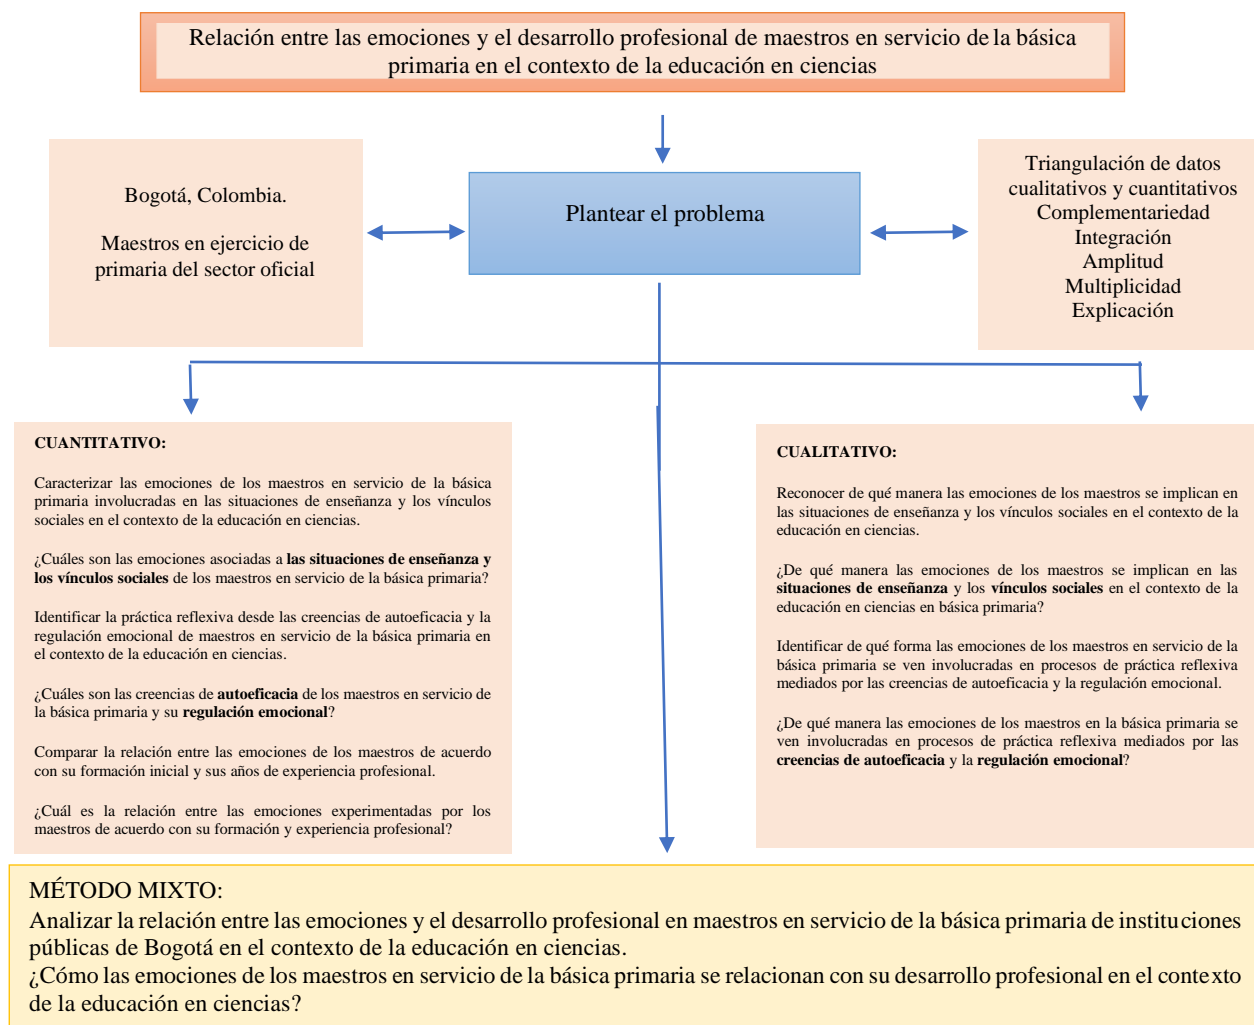 Relación entre las emociones y el desarrollo profesional de maestros en servicio de la básica
primaria en el contexto de la educación en ciencias
Bogotá, Colombia.
Maestros en ejercicio de
primaria del sector oficial
Plantear el problema
Triangulación de datos
cualitativos y cuantitativos
Complementariedad
Integración
Amplitud
Multiplicidad
Explicación
CUANTITATIVO:
Caracterizar las emociones de los maestros en servicio de la básica
primaria involucradas en las situaciones de enseñanza y los vínculos
sociales en el contexto de la educación en ciencias.
¿Cuáles son las emociones asociadas a las situaciones de enseñanza y
los vínculos sociales de los maestros en servicio de la básica primaria?
Identificar la práctica reflexiva desde las creencias de autoeficacia y la
regulación emocional de maestros en servicio de la básica primaria en
el contexto de la educación en ciencias.
¿Cuáles son las creencias de autoeficacia de los maestros en servicio de
la básica primaria y su regulación emocional?
Comparar la relación entre las emociones de los maestros de acuerdo
con su formación inicial y sus años de experiencia profesional.
¿Cuál es la relación entre las emociones experimentadas por los
maestros de acuerdo con su formación y experiencia profesional?
CUALITATIVO:
Reconocer de qué manera las emociones de los maestros se implican en
las situaciones de enseñanza y los vínculos sociales en el contexto de la
educación en ciencias.
¿De qué manera las emociones de los maestros se implican en las
situaciones de enseñanza y los vínculos sociales en el contexto de la
educación en ciencias en básica primaria?
Identificar de qué forma las emociones de los maestros en servicio de la
básica primaria se ven involucradas en procesos de práctica reflexiva
mediados por las creencias de autoeficacia y la regulación emocional.
¿De qué manera las emociones de los maestros en la básica primaria se
ven involucradas en procesos de práctica reflexiva mediados por las
creencias de autoeficacia y la regulación emocional?
MÉTODO MIXTO:
Analizar la relación entre las emociones y el desarrollo profesional en maestros en servicio de la básica primaria de instituciones
públicas de Bogotá en el contexto de la educación en ciencias.
¿Cómo las emociones de los maestros en servicio de la básica primaria se relacionan con su desarrollo profesional en el contexto
de la educación en ciencias?